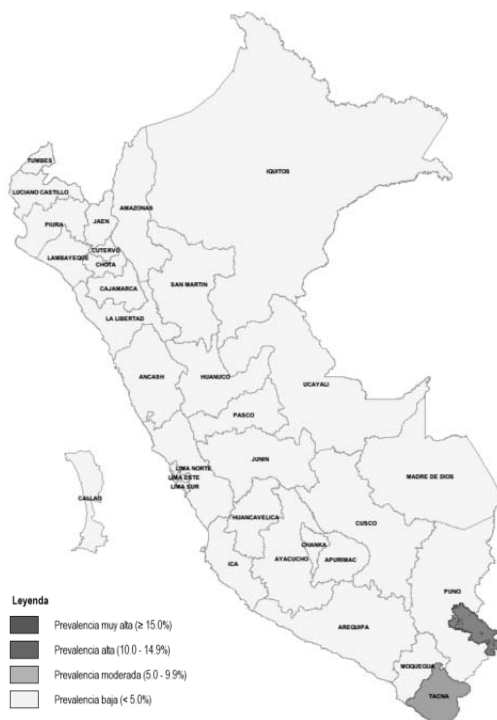 TUMBES
IQUITOS
LUCIANO CASTILLO
AMAZONAS
PIURA
JAEN
CUTERVO
LAMBAYEQUE
CHOTA
SAN MARTIN
CAJAMARCA
LA LIBERTAD
ANCASH
HUANUCO
UCAYALI
PASCO
JUNIN
LIMA NORTE
LIMA ESTE
LIMA SUR
MADRE DE DIOS
CALLAO
HUANCAVELICA
CUSCO
CHANKA
AYACUCHO
APURIMAC
ICA
PUNO
AREQUIPA
MOQUEGUA
TACNA
Leyenda
Prevalencia muy alta (≥ 15.0%)
Prevalencia alta (10.0 - 14.9%)
Prevalencia moderada (5.0 - 9.9%)
Prevalencia baja (< 5.0%)